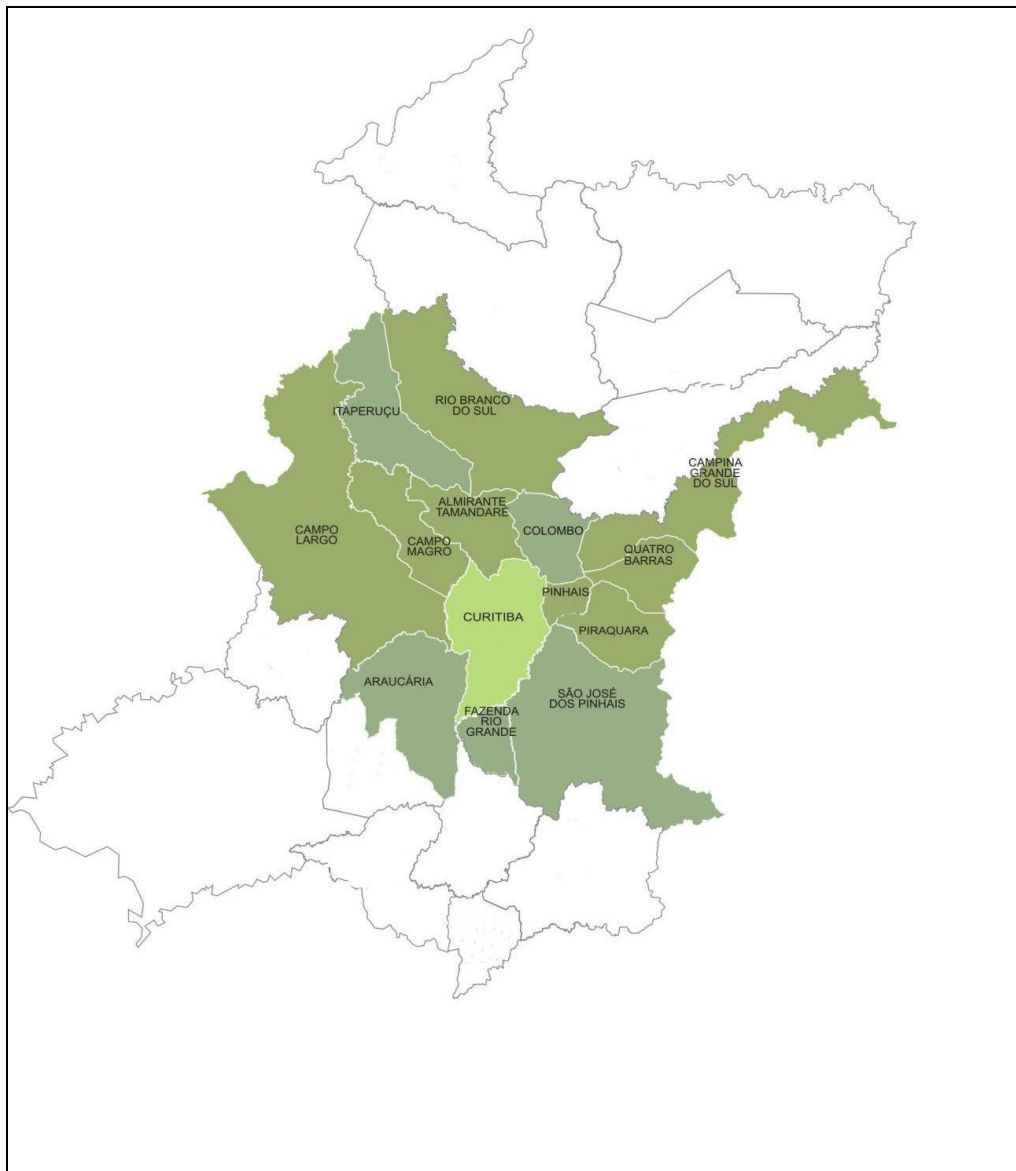 RIO BRANCO
DO SUL
ITAPERUÇU
CAMPINA
GRANDE
DO SUL
ALMIRANTE
TAMANDARÉ
COLOMBO
CAMPO
LARGO
CAMPO
MAGRO
QUATRO
BARRAS
PINHAIS
CURITIBA
PIRAQUARA
ARAUCÁRIA
SÃO JOSÉ
DOS PINHAIS
FAZENDA
RIO
GRANDE